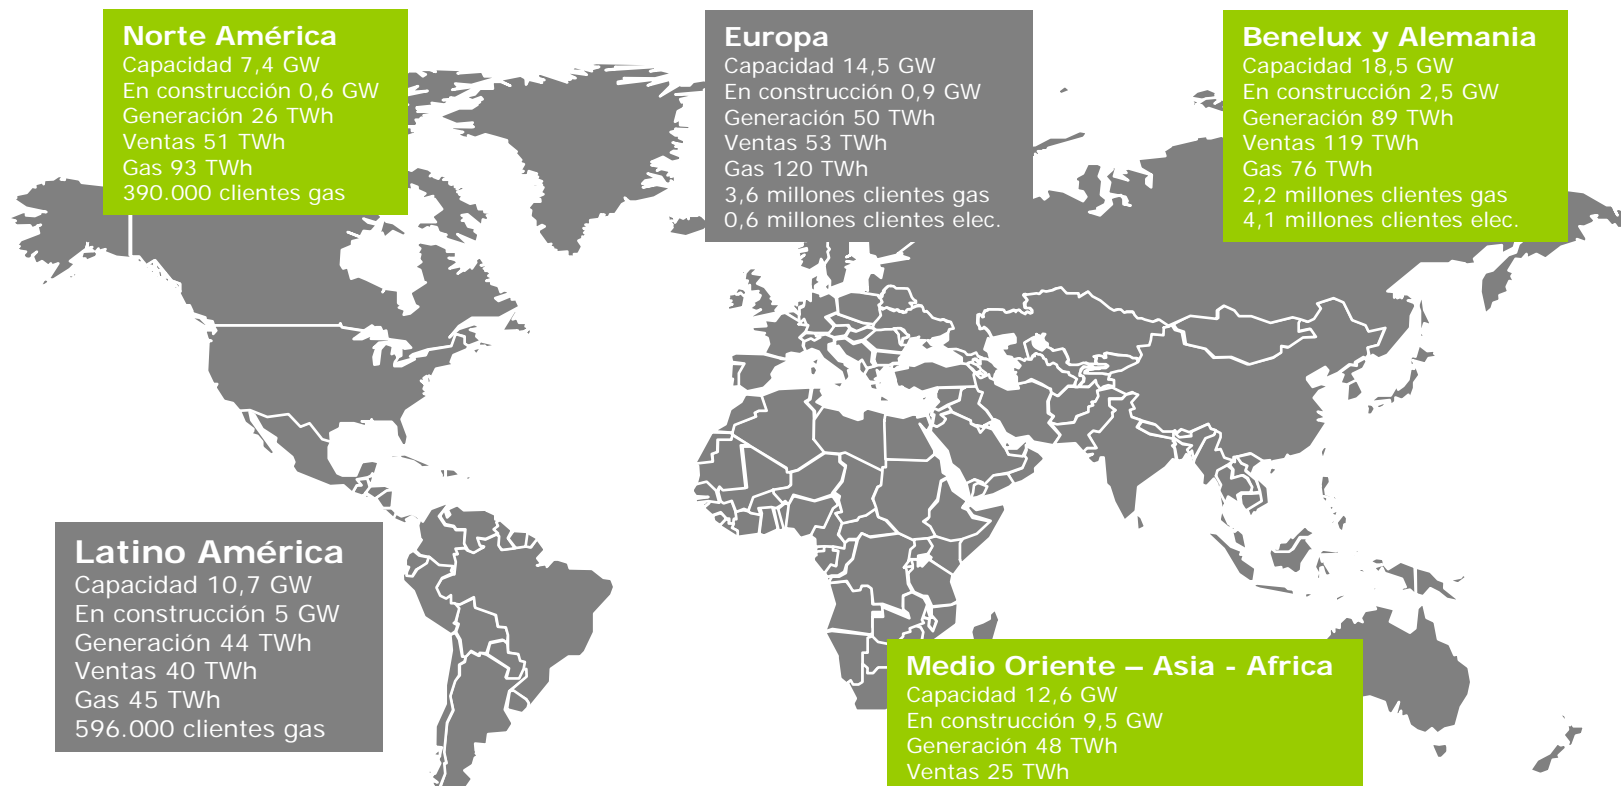 Norte América
Capacidad 7,4 GW
En construcción 0,6 GW
Generación 26 TWh
Ventas 51 TWh
Gas 93 TWh
390.000 clientes gas
Europa
Capacidad 14,5 GW
En construcción 0,9 GW
Generación 50 TWh
Ventas 53 TWh
Gas 120 TWh
3,6 millones clientes gas
0,6 millones clientes elec.
Benelux y Alemania
Capacidad 18,5 GW
En construcción 2,5 GW
Generación 89 TWh
Ventas 119 TWh
Gas 76 TWh
2,2 millones clientes gas
4,1 millones clientes elec.
Latino América
Capacidad 10,7 GW
En construcción 5 GW
Generación 44 TWh
Ventas 40 TWh
Gas 45 TWh
596.000 clientes gas
Medio Oriente – Asia - Africa
Capacidad 12,6 GW
En construcción 9,5 GW
Generación 48 TWh
Ventas 25 TWh